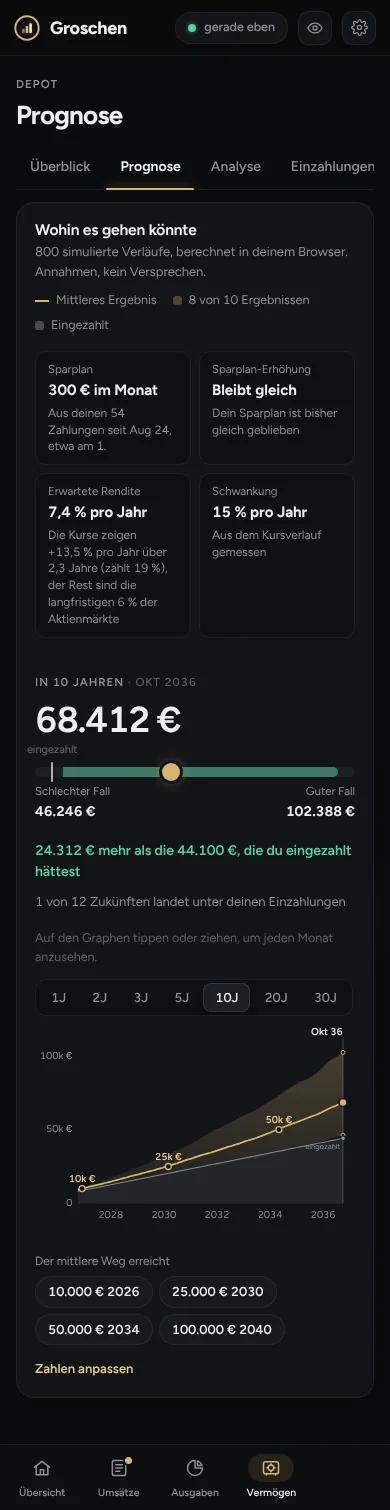 Groschen
gerade eben
DEPOT
Prognose
Überblick
Prognose
Analyse
Einzahlungen
Wohin es gehen könnte
800 simulierte Verläufe, berechnet in deinem Browser.
Annahmen, kein Versprechen.
Mittleres Ergebnis
8 von 10 Ergebnissen
Eingezahlt
Sparplan
300 € im Monat
Aus deinen 54
Zahlungen seit Aug 24,
etwa am 1.
Sparplan-Erhöhung
Bleibt gleich
Dein Sparplan ist bisher
gleich geblieben
Erwartete Rendite
7,4 % pro Jahr
Die Kurse zeigen
+13,5 % pro Jahr über
2,3 Jahre (zählt 19 %),
der Rest sind die
langfristigen 6 % der
Aktienmärkte
Schwankung
15 % pro Jahr
Aus dem Kursverlauf
gemessen
IN 10 JAHREN · OKT 2036
68.412 €
eingezahlt
Schlechter Fall
Guter Fall
46.246 €
102.388 €
24.312 € mehr als die 44.100 €, die du eingezahlt
hättest
1 von 12 Zukünften landet unter deinen Einzahlungen
Auf den Graphen tippen oder ziehen, um jeden Monat
anzusehen.
1J
2J
3J
5J
10J
20J
30J
Okt 36
100k €
50k €
0
10k €
25k €
50k €
eingezahlt
2028
2030
2032
2034
2036
Der mittlere Weg erreicht
10.000 € 2026
25.000 € 2030
50.000 € 2034
100.000 € 2040
Zahlen anpassen
Übersicht
Umsätze
Ausgaben
Vermögen